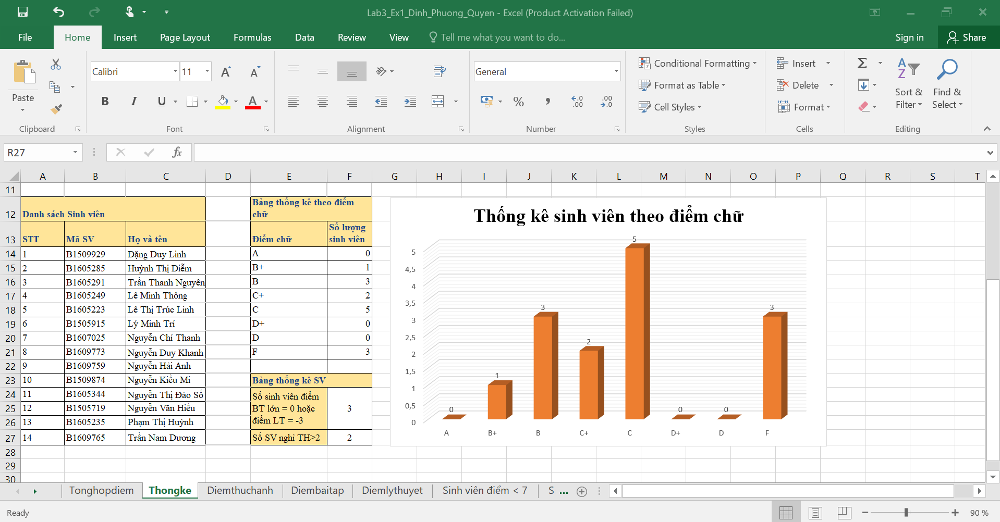 Lab3_Ex1_Dinh_Phuong_Quyen - Excel (Product Activation Failed)
File Home Insert Page Layout Formulas Data Review View Tell me what you want to do... Sign in Share
Paste
Clipboard
Calibri 11
B I U
Font
Alignment
General
Number
Conditional Formatting
Format as Table
Cell Styles
Styles
Insert
Delete
Format
Cells
Sort & Filter
Find & Select
Editing
R27
fx
A B C D E F G H I J K L M N O P Q R S T
11
12 Danh sách Sinh viên Bảng thống kê theo điểm chữ
13 STT Mã SV Họ và tên Điểm chữ Số lượng sinh viên
14 1 B1509929 Đặng Duy Linh A 0
15 2 B1605285 Huỳnh Thị Diễm B+ 1
16 3 B1605291 Trần Thanh Nguyên B 3
17 4 B1605249 Lê Minh Thông C+ 2
18 5 B1605223 Lê Thị Trúc Linh C 5
19 6 B1505915 Lý Minh Trí D+ 0
20 7 B1607025 Nguyễn Chí Thanh D 0
21 8 B1609773 Nguyễn Duy Khanh F 3
22 9 B1609759 Nguyễn Hải Anh
23 10 B1509874 Nguyễn Kiều Mi Bảng thống kê SV
24 11 B1605344 Nguyễn Thị Đào Số Số sinh viên điểm
25 12 B1505719 Nguyễn Văn Hiếu BT lớn = 0 hoặc 3
26 13 B1605235 Phạm Thị Huỳnh điểm LT = -3
27 14 B1609765 Trần Nam Dương Số SV nghỉ TH>2 2
28
29
30
Thống kê sinh viên theo điểm chữ
5
4,5
4
3,5
3
2,5
2
1,5
1
0,5
0
0 1 3 2 5 0 0 3
A B+ B C+ C D+ D F
Tonghopdiem Thongke Diemthuchanh Diembaitap Diemlythuyet Sinh viên điểm < 7 Si ...
Ready 90 %